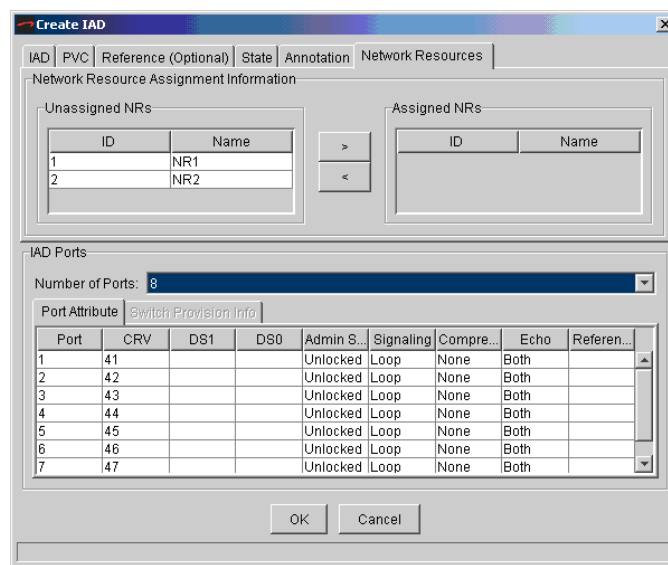 Create IAD
IAD PVC Reference (Optional) State Annotation Network Resources
Network Resource Assignment Information
Unassigned NRs
ID Name
1 NR1
2 NR2
>
<
Assigned NRs
ID Name
IAD Ports
Number of Ports: 8
Port Attribute Switch Provision Info
Port CRV DS1 DS0 Admin S... Signaling Compre... Echo Referen...
1 41 Unlocked Loop None Both
2 42 Unlocked Loop None Both
3 43 Unlocked Loop None Both
4 44 Unlocked Loop None Both
5 45 Unlocked Loop None Both
6 46 Unlocked Loop None Both
7 47 Unlocked Loop None Both
OK Cancel